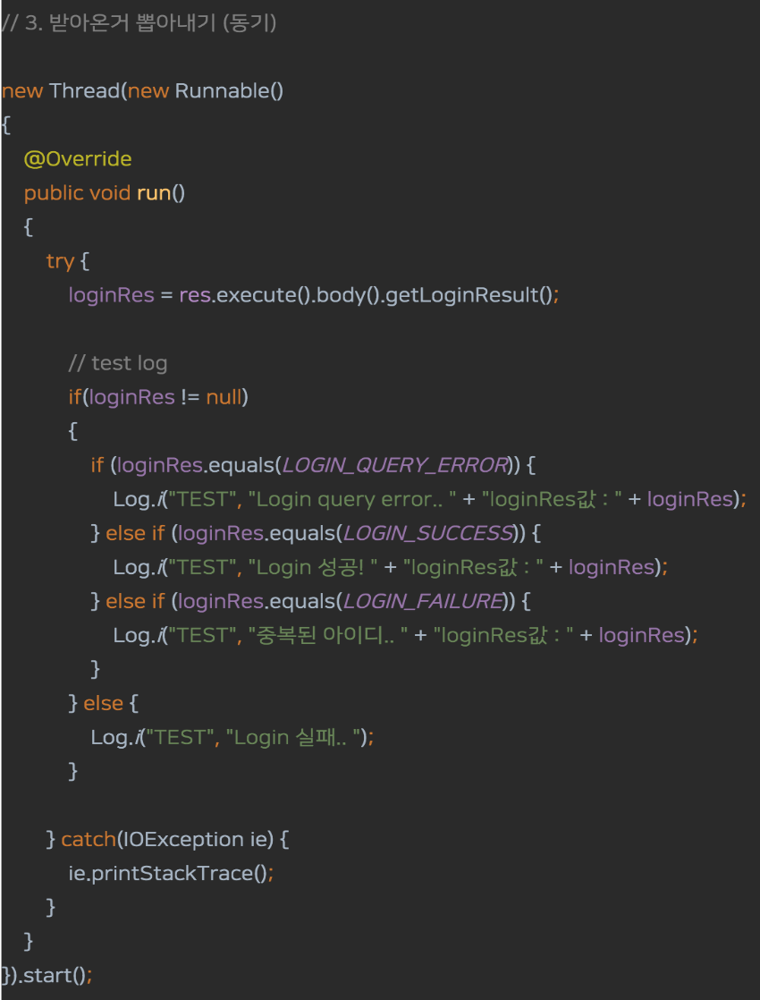 // 3. 받아온거 뽑아내기 (동기)
new Thread(new Runnable()
{
@Override
public void run()
{
try {
loginRes = res.execute().body().getLoginResult();
// test log
if(loginRes != null)
{
if (loginRes.equals(LOGIN_QUERY_ERROR)) {
Log.i("TEST", "Login query error.. " + "loginRes값 : " + loginRes);
} else if (loginRes.equals(LOGIN_SUCCESS)) {
Log.i("TEST", "Login 성공! " + "loginRes값 : " + loginRes);
} else if (loginRes.equals(LOGIN_FAILURE)) {
Log.i("TEST", "중복된 아이디.. " + "loginRes값 : " + loginRes);
}
} else {
Log.i("TEST", "Login 실패.. ");
}
} catch(IOException ie) {
ie.printStackTrace();
}
}
}).start();